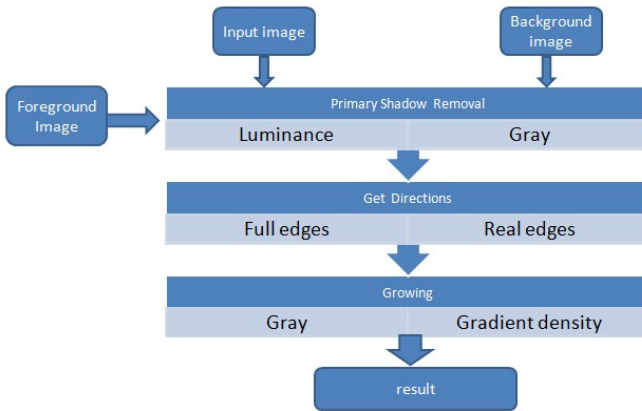 Input image
Background
image
Foreground
Image
Primary Shadow Removal
Luminance
Gray
Get Directions
Full edges
Real edges
Growing
Gray
Gradient density
result